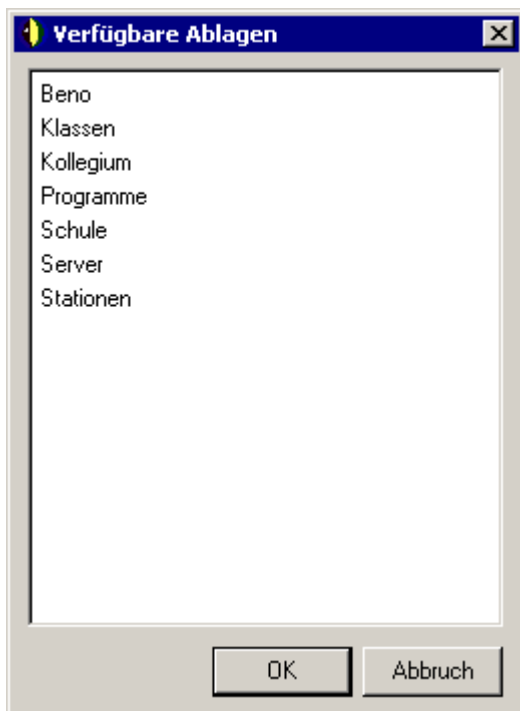 Verfügbare Ablagen
Beno
Klassen
Kollegium
Programme
Schule
Server
Stationen
OK Abbruch